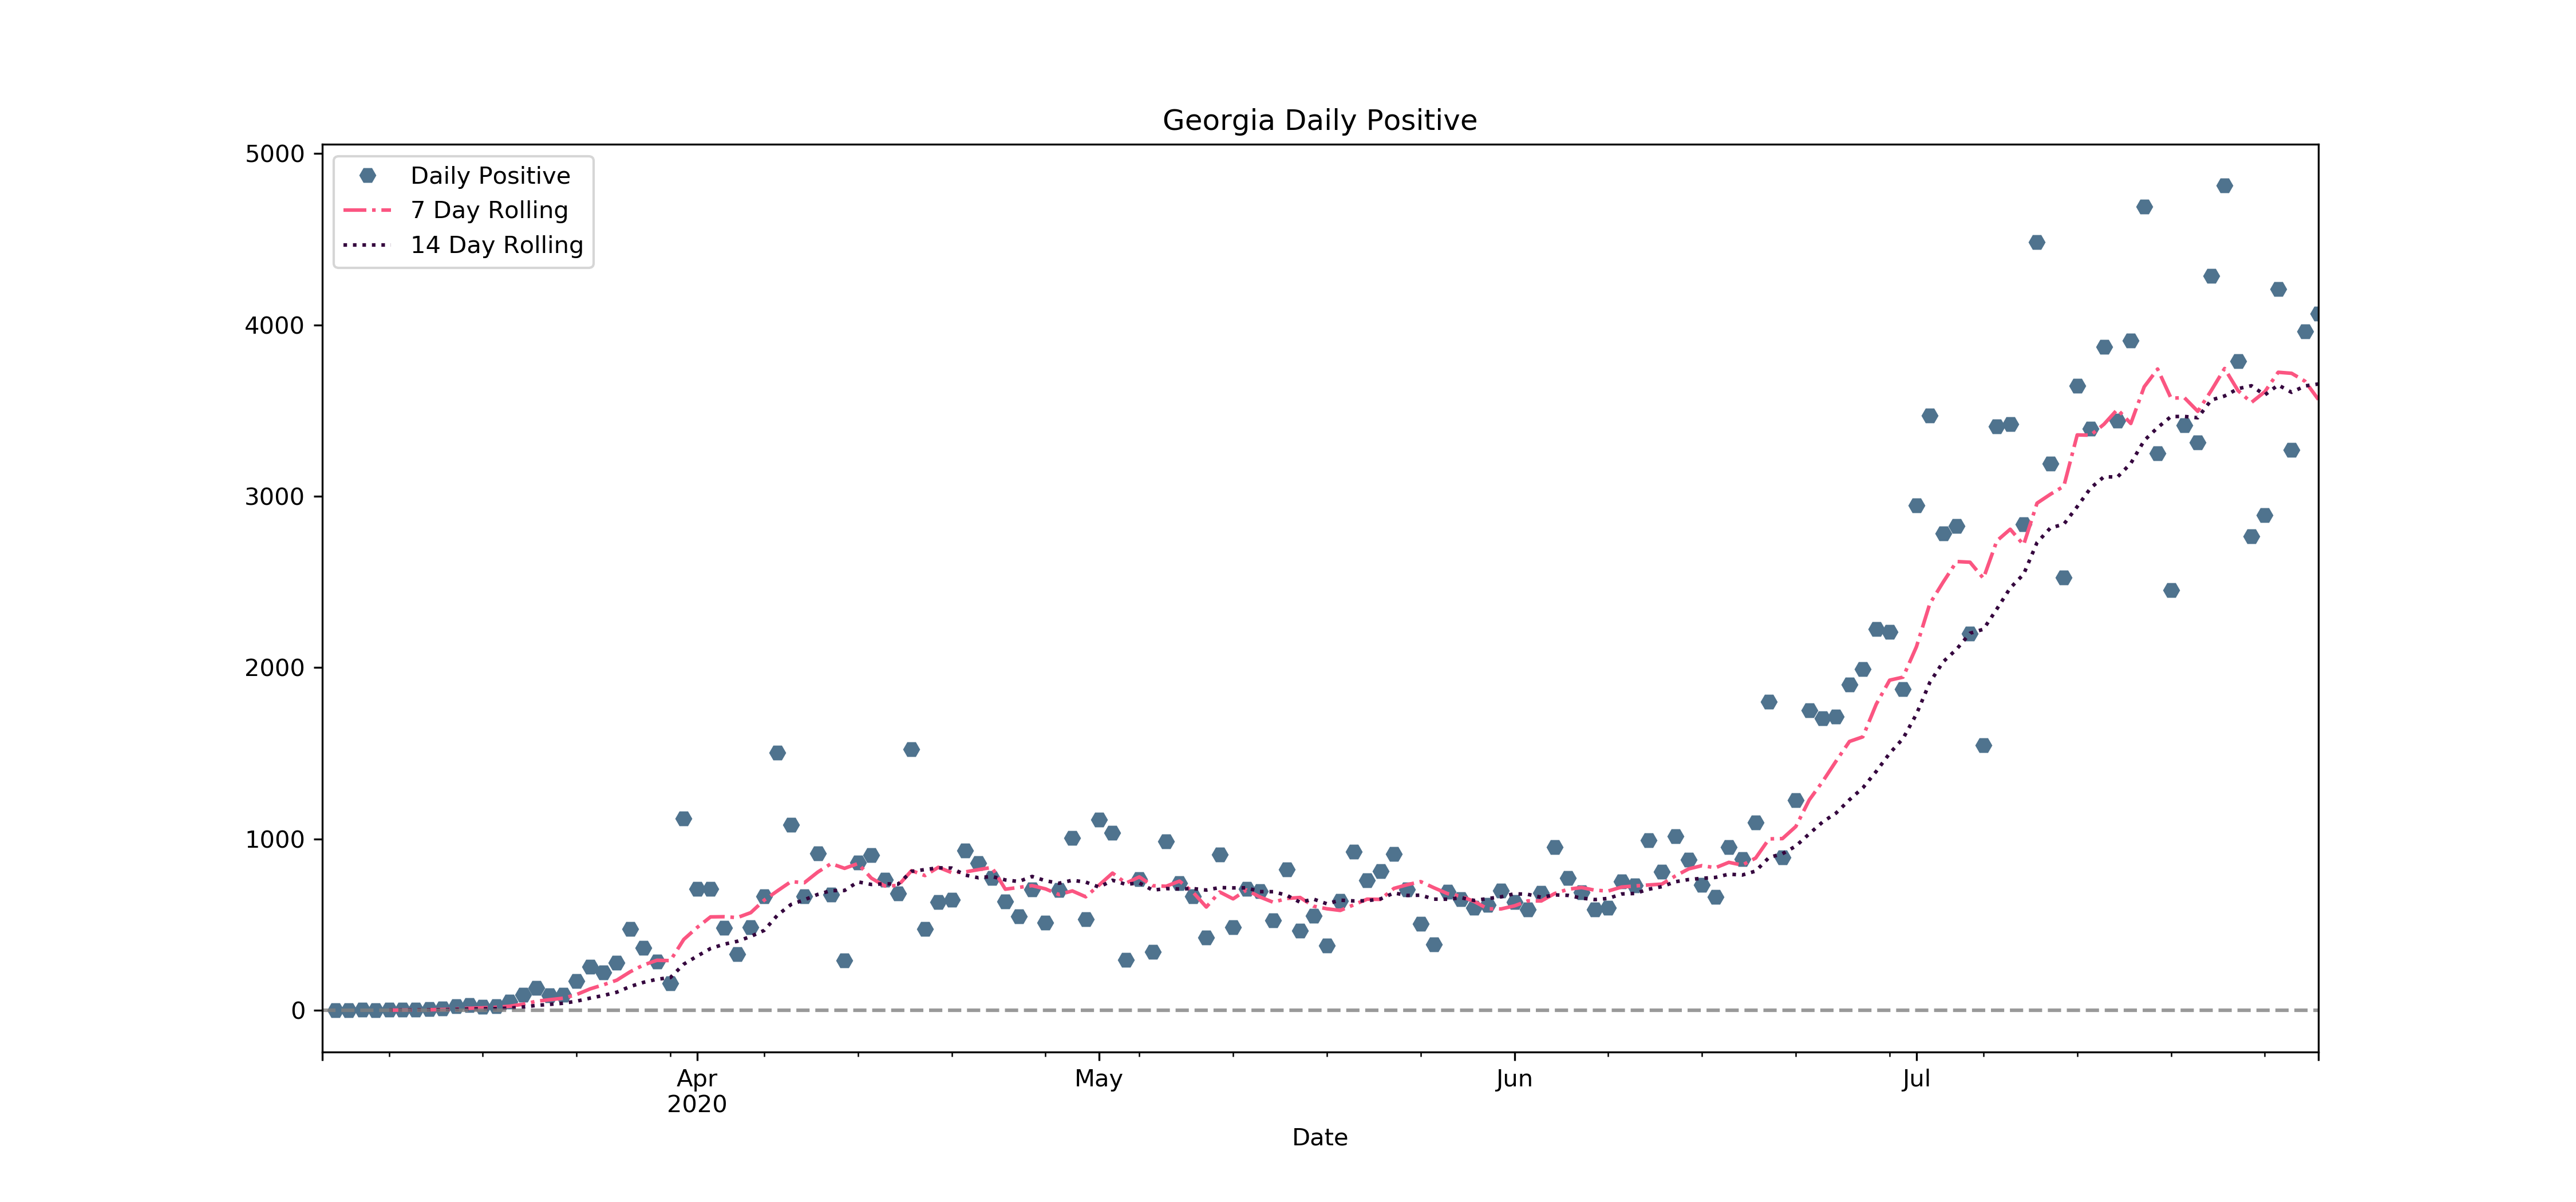 Georgia Daily Positive
5000
4000
3000
2000
1000
0
Daily Positive
7 Day Rolling
14 Day Rolling
Apr
2020
May
Jun
Jul
Date